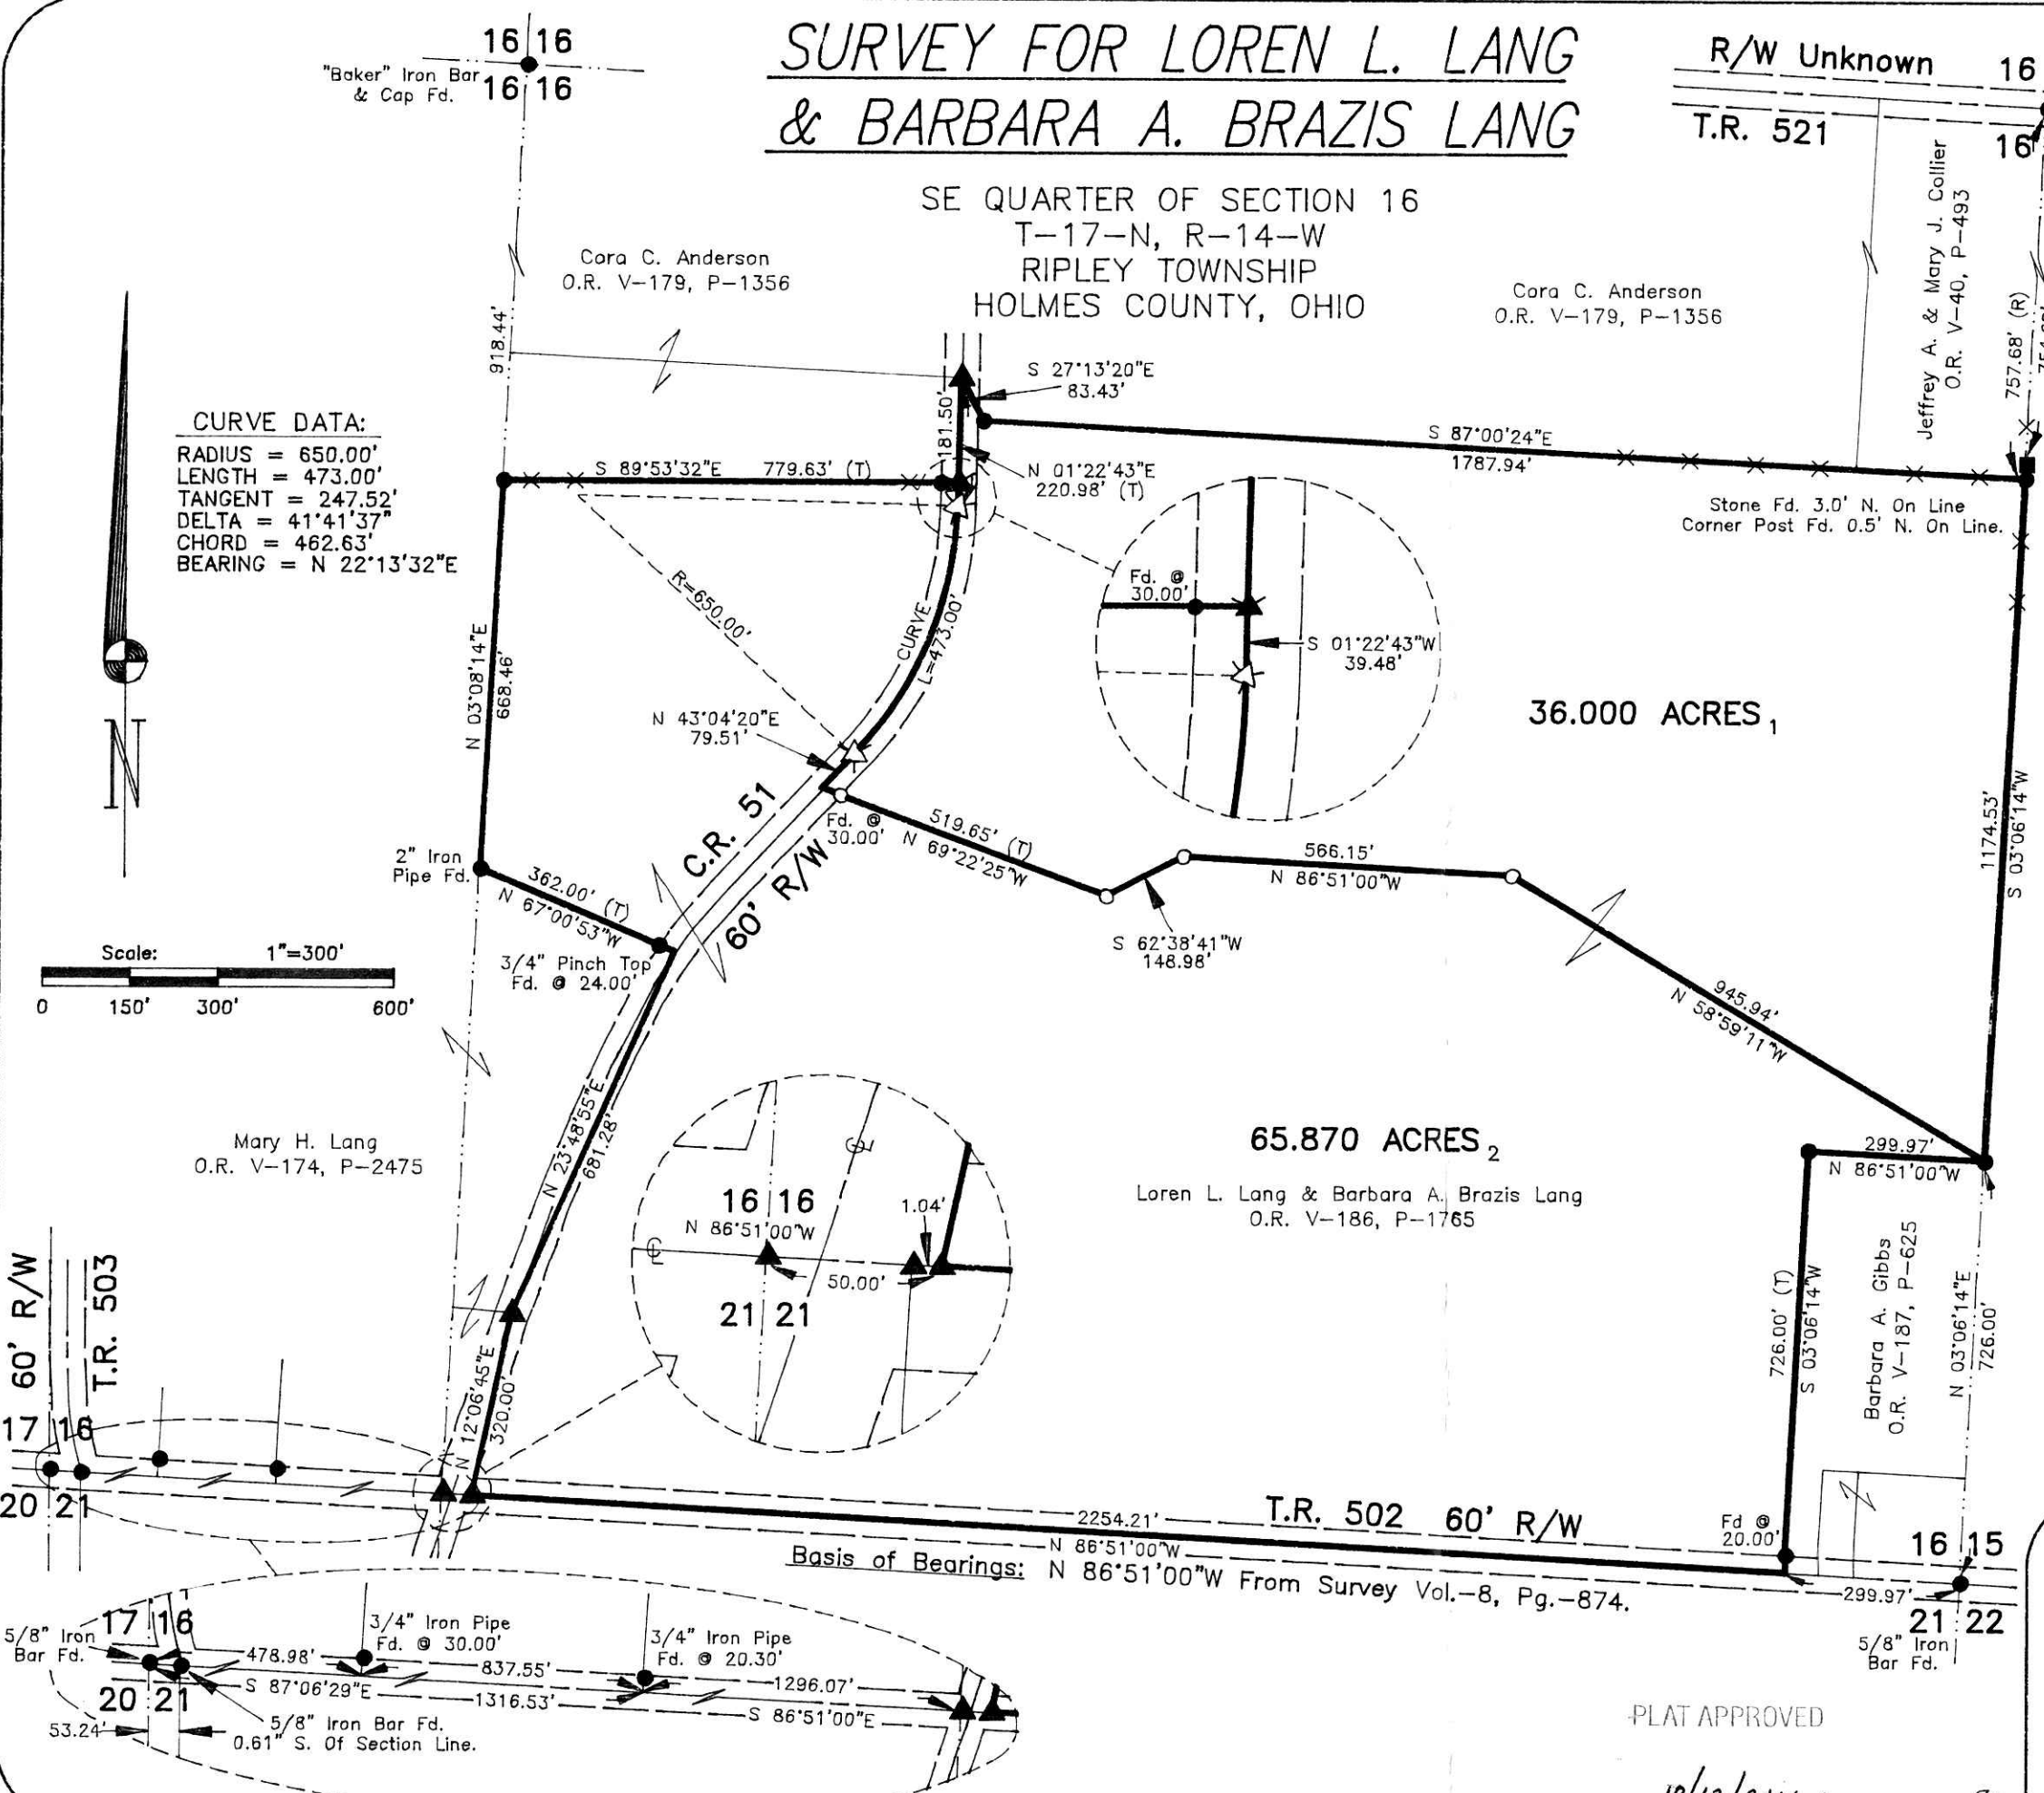 SURVEY FOR LOREN L. LANG
& BARBARA A. BRAZIS LANG
SE QUARTER OF SECTION 16
T-17-N, R-14-W
RIPLEY TOWNSHIP
HOLMES COUNTY, OHIO
16 16
"Baker" Iron Bar
& Cap Fd.
16 16
R/W Unknown
16
T.R. 521
16
Jeffrey A. & Mary J. Collier
O.R. V-40, P-493
757.68' (R)
Cora C. Anderson
O.R. V-179, P-1356
Cora C. Anderson
O.R. V-179, P-1356
918.44'
CURVE DATA:
RADIUS = 650.00'
LENGTH = 473.00'
TANGENT = 247.52'
DELTA = 41°41'37"
CHORD = 462.63'
BEARING = N 22°13'32"E
S 27°13'20"E
83.43'
181.50'
S 87°00'24"E
1787.94'
S 89°53'32"E 779.63' (T)
N 01°22'43"E
220.98' (T)
Stone Fd. 3.0' N. On Line
Corner Post Fd. 0.5' N. On Line.
R=650.00'
CURVE
L=473.00'
Fd. @
30.00'
S 01°22'43"W
39.48'
N 03°08'14"E
668.46'
N 43°04'20"E
79.51'
36.000 ACRES1
1174.53'
S 03°06'14"W
N
C.R. 51
60' R/W
Fd. @
30.00'
519.65' (T)
N 69°22'25"W
566.15'
N 86°51'00"W
S 62°38'41"W
148.98'
2" Iron
Pipe Fd.
362.00' (T)
N 67°00'53"W
3/4" Pinch Top
Fd. @ 24.00'
Scale: 1"=300'
0 150' 300' 600'
945.94'
N 58°59'11"W
N 23°48'55"E
681.28'
Mary H. Lang
O.R. V-174, P-2475
65.870 ACRES2
Loren L. Lang & Barbara A. Brazis Lang
O.R. V-186, P-1765
299.97'
N 86°51'00"W
16 16
N 86°51'00"W
1.04'
50.00'
21 21
726.00' (T)
S 03°06'14"W
Barbara A. Gibbs
O.R. V-187, P-625
N 03°06'14"E
726.00'
60' R/W
T.R. 503
N 12°06'45"E
320.00'
17 16
20 21
2254.21'
T.R. 502 60' R/W
N 86°51'00"W
Basis of Bearings: N 86°51'00"W From Survey Vol.-8, Pg.-874.
Fd @
20.00'
16 15
299.97'
21 22
5/8" Iron
Bar Fd.
17 16
5/8" Iron
Bar Fd.
3/4" Iron Pipe
Fd. @ 30.00'
3/4" Iron Pipe
Fd. @ 20.30'
478.98'
837.55'
1296.07'
S 87°06'29"E
1316.53'
S 86°51'00"E
20 21
53.24'
5/8" Iron Bar Fd.
0.61" S. Of Section Line.
PLAT APPROVED